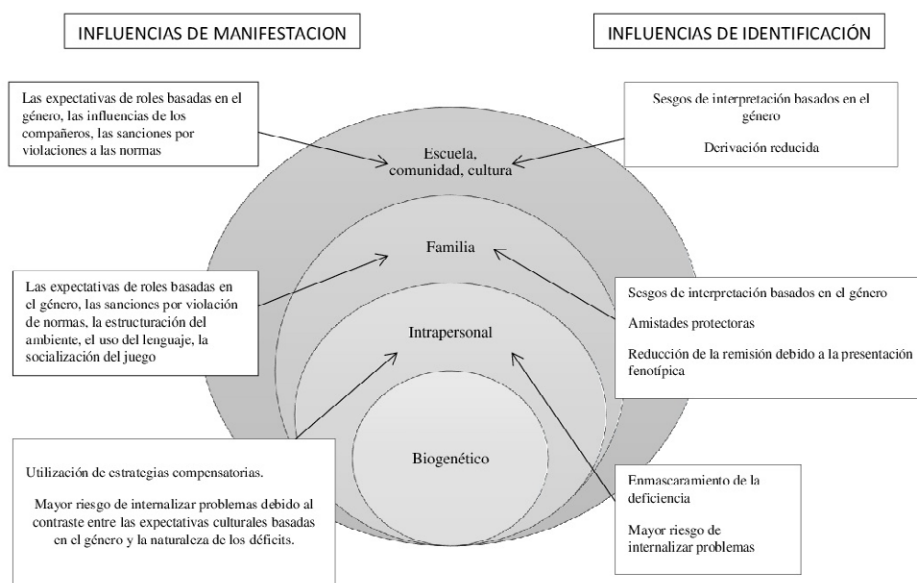 INFLUENCIAS DE MANIFESTACION
INFLUENCIAS DE IDENTIFICACIÓN
Las expectativas de roles basadas en el
género, las influencias de los
compañeros, las sanciones por
violaciones a las normas
Sesgos de interpretación basados en el
género
Derivación reducida
Escuela,
comunidad, cultura
Familia
Las expectativas de roles basadas en
el género, las sanciones por violación
de normas, la estructuración del
ambiente, el uso del lenguaje, la
socialización del juego
Sesgos de interpretación basados en el género
Amistades protectoras
Reducción de la remisión debido a la presentación
fenotípica
Intrapersonal
Biogenético
Utilización de estrategias compensatorias.
Mayor riesgo de internalizar problemas debido al
contraste entre las expectativas culturales basadas
en el género y la naturaleza de los déficits.
Enmascaramiento de la
deficiencia
Mayor riesgo de
internalizar problemas